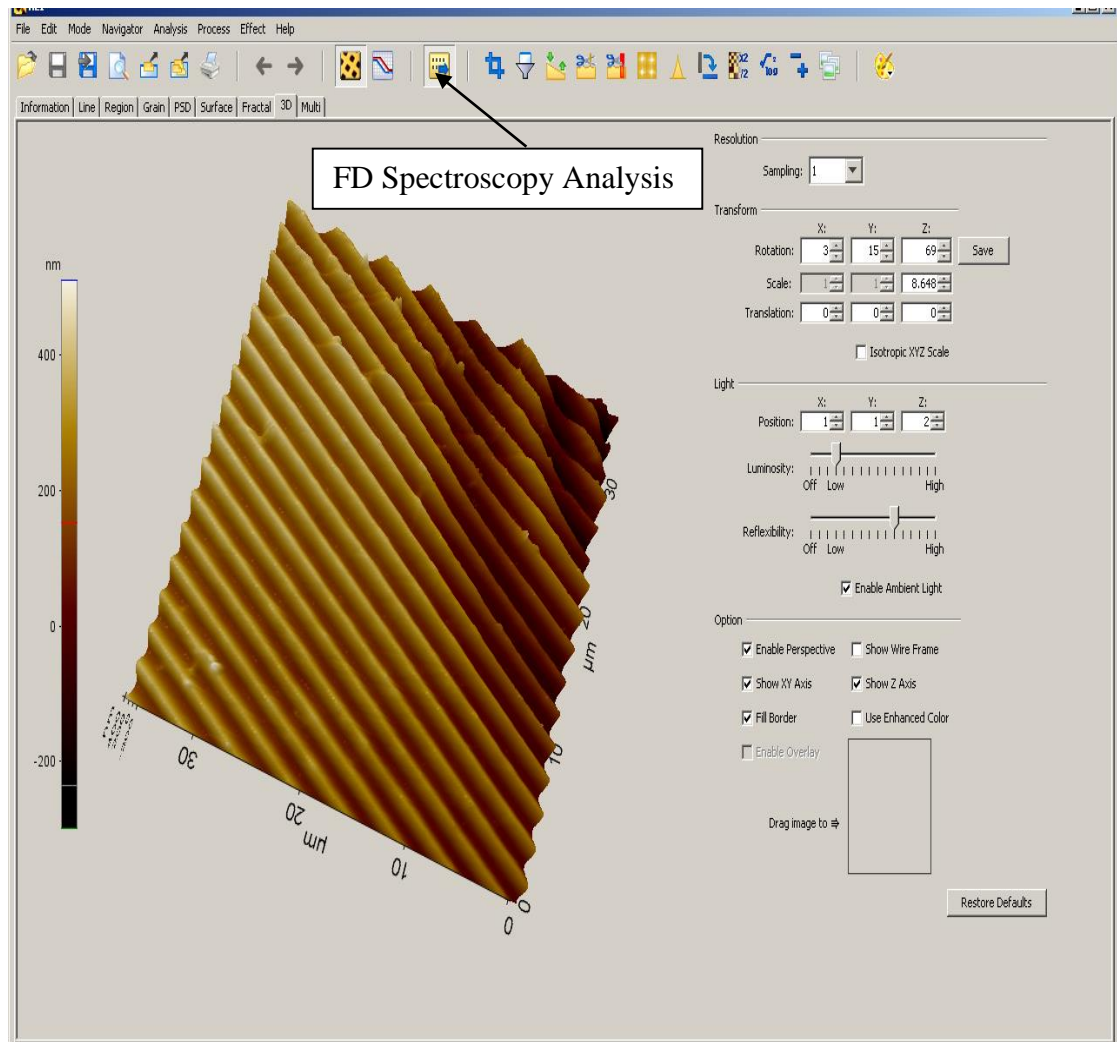 File Edit Mode Navigator Analysis Process Effect Help
Information Line Region Grain PSD Surface Fractal 3D Multi
FD Spectroscopy Analysis
nm
400
200
0
-200
30
20
µm
10
0
30
20
µm
10
0
Resolution
Sampling: 1
Transform
X: Y: Z:
Rotation: 3 15 69 Save
Scale: 1 1 8.648
Translation: 0 0 0
Isotropic XYZ Scale
Light
X: Y: Z:
Position: 1 1 2
Luminosity:
Off Low High
Reflexibility:
Off Low High
Enable Ambient Light
Option
Enable Perspective Show Wire Frame
Show XY Axis Show Z Axis
Fill Border Use Enhanced Color
Enable Overlay
Drag image to ⇒
Restore Defaults